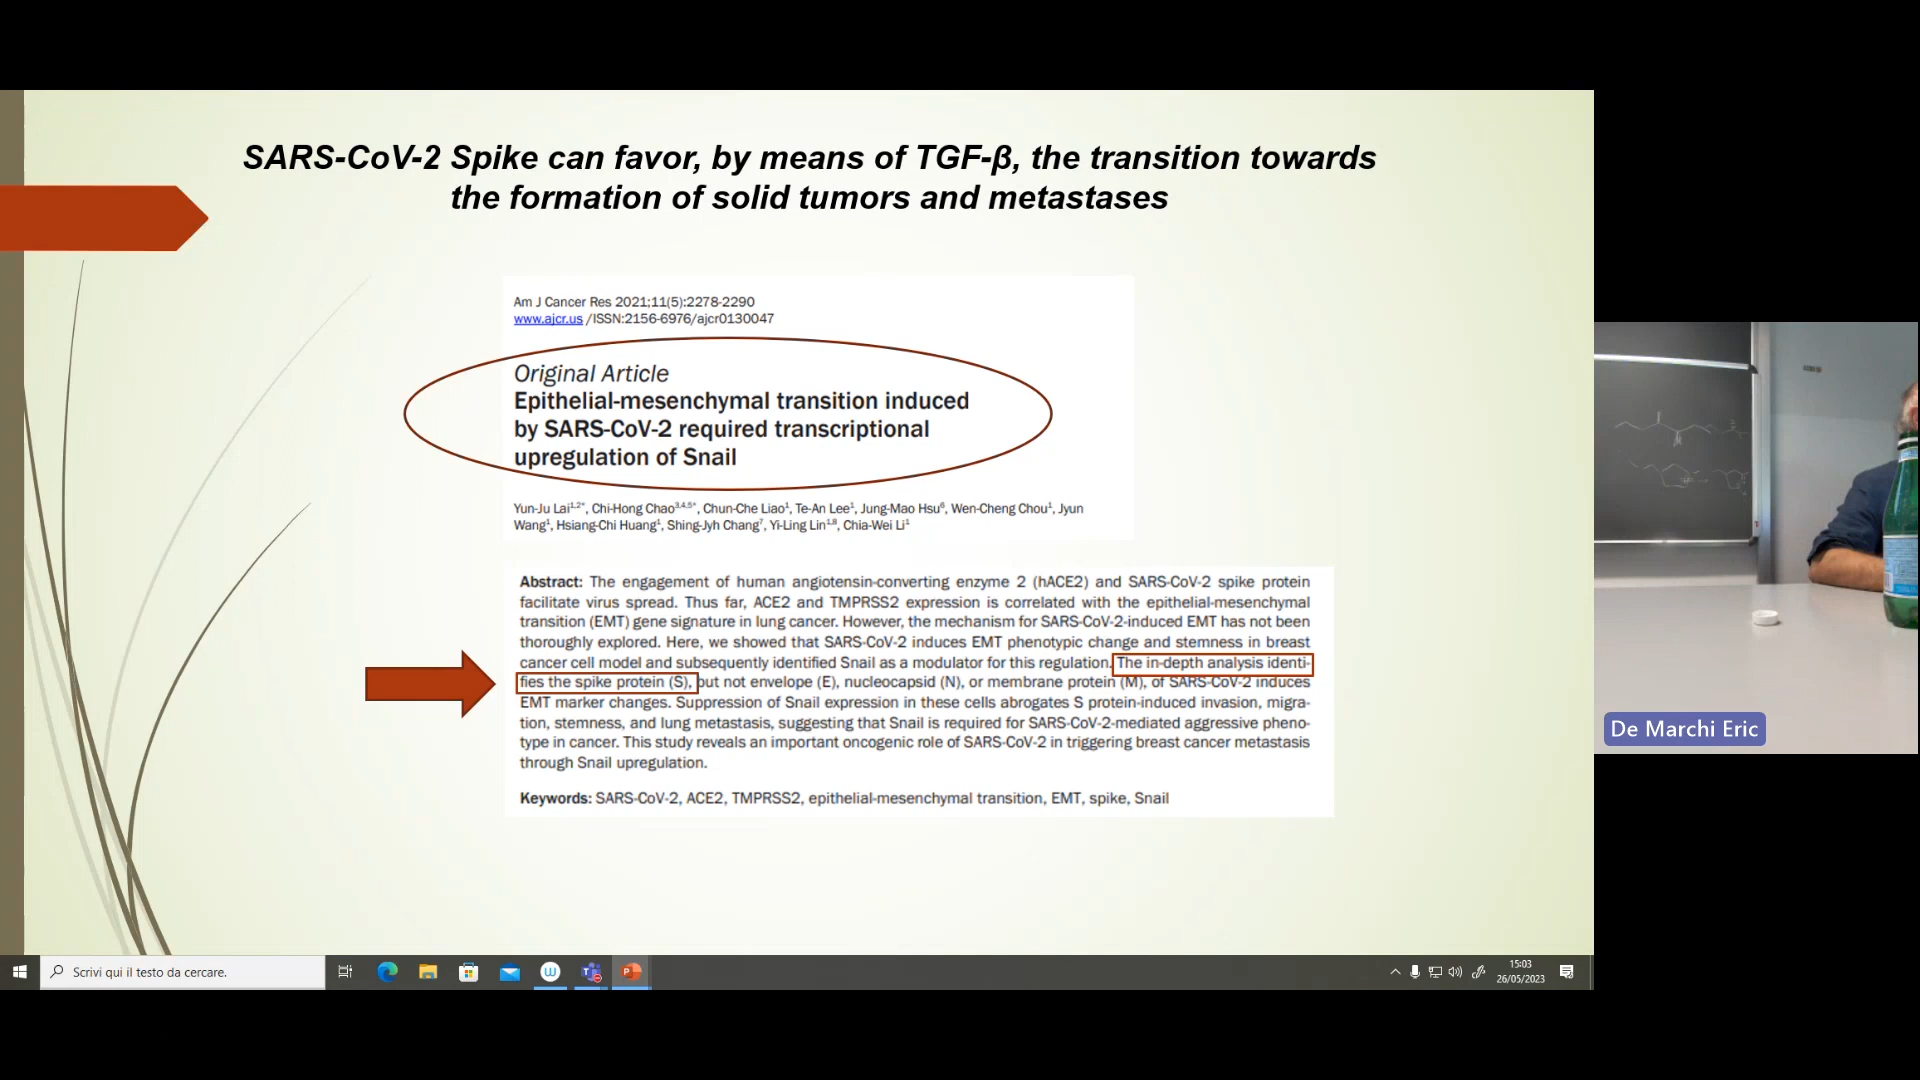 SARS-CoV-2 Spike can favor, by means of TGF-β, the transition towards
the formation of solid tumors and metastases
Am J Cancer Res 2021;11(5):2278-2290
www.ajcr.us /ISSN:2156-6976/ajcr0130047
Original Article
Epithelial-mesenchymal transition induced
by SARS-CoV-2 required transcriptional
upregulation of Snail
Yun-Ju Lai1,2*, Chi-Hong Chao3,4,5*, Chun-Che Liao1, Te-An Lee1, Jung-Mao Hsu6, Wen-Cheng Chou1, Jyun
Wang1, Hsiang-Chi Huang1, Shing-Jyh Chang7, Yi-Ling Lin1,8, Chia-Wei Li1
Abstract: The engagement of human angiotensin-converting enzyme 2 (hACE2) and SARS-CoV-2 spike protein
facilitate virus spread. Thus far, ACE2 and TMPRSS2 expression is correlated with the epithelial-mesenchymal
transition (EMT) gene signature in lung cancer. However, the mechanism for SARS-CoV-2-induced EMT has not been
thoroughly explored. Here, we showed that SARS-CoV-2 induces EMT phenotypic change and stemness in breast
cancer cell model and subsequently identified Snail as a modulator for this regulation. The in-depth analysis identi-
fies the spike protein (S), but not envelope (E), nucleocapsid (N), or membrane protein (M), of SARS-CoV-2 induces
EMT marker changes. Suppression of Snail expression in these cells abrogates S protein-induced invasion, migra-
tion, stemness, and lung metastasis, suggesting that Snail is required for SARS-CoV-2-mediated aggressive pheno-
type in cancer. This study reveals an important oncogenic role of SARS-CoV-2 in triggering breast cancer metastasis
through Snail upregulation.
Keywords: SARS-CoV-2, ACE2, TMPRSS2, epithelial-mesenchymal transition, EMT, spike, Snail
De Marchi Eric
Scrivi qui il testo da cercare.
15:03
26/05/2023